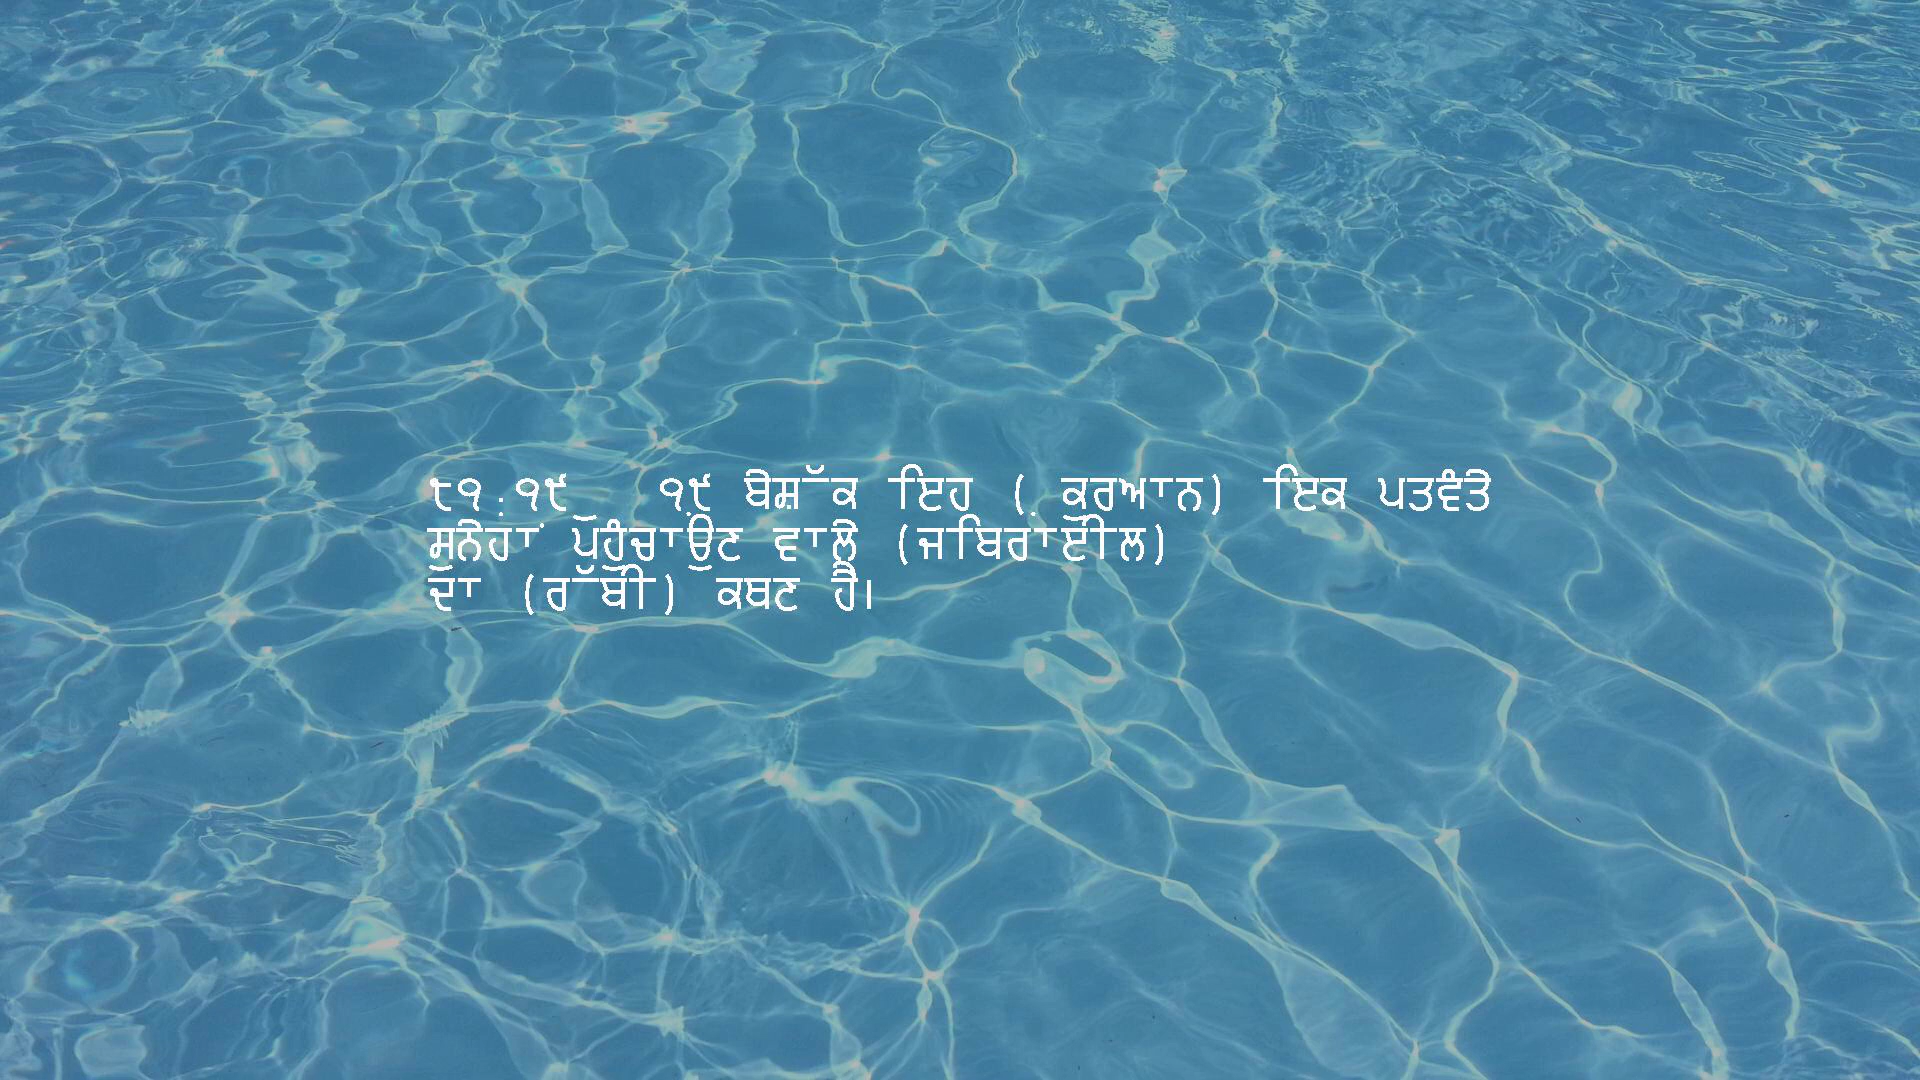 ੮੧:੧੯਼_ ੧੯਼ ਬੇਸ਼ੱਕ ਇਹ (਼ ਕੁਰਆਨ) ਇਕ ਪਤਵੰਤੇ
ਸੁਨੇਹਾਂ ਪਹੁੰਚਾਉਣ ਵਾਲੇ (ਜਬਿਰਾਈਲ)
ਦਾ (ਰੱਬੀ) ਕਥਣ ਹੈ।